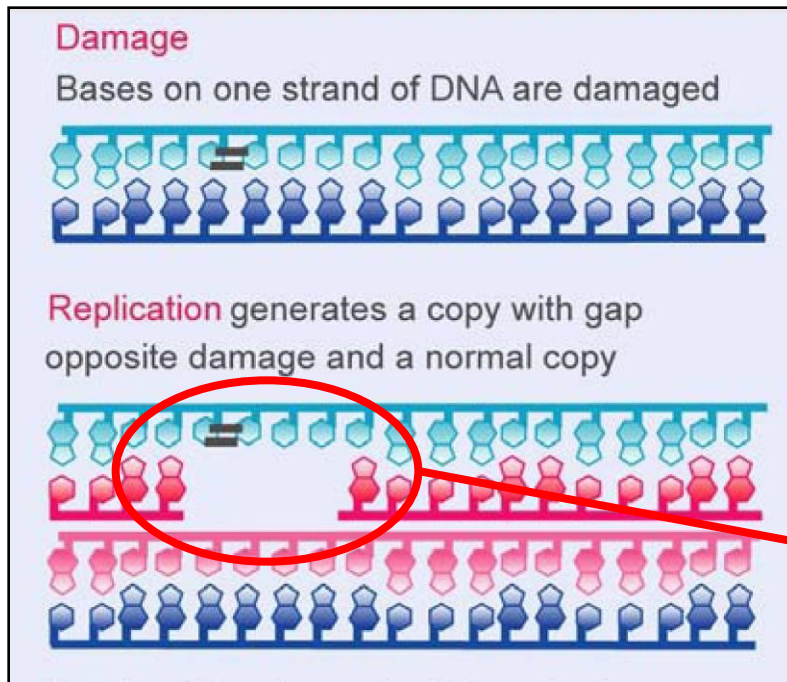 Damage
Bases on one strand of DNA are damaged
Replication generates a copy with gap
opposite damage and a normal copy